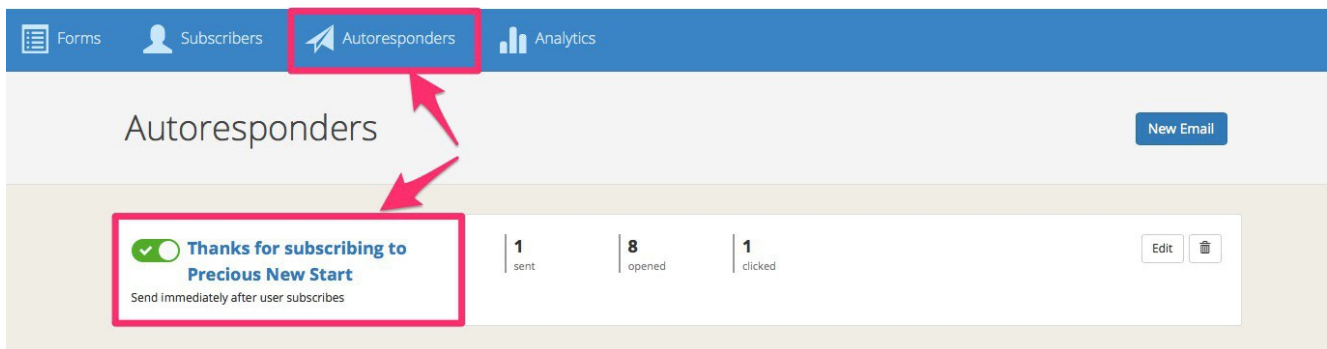 Forms Subscribers Autoresponders Analytics
Autoresponders
New Email
Thanks for subscribing to
Precious New Start
Send immediately after user subscribes
1
sent
8
opened
1
clicked
Edit